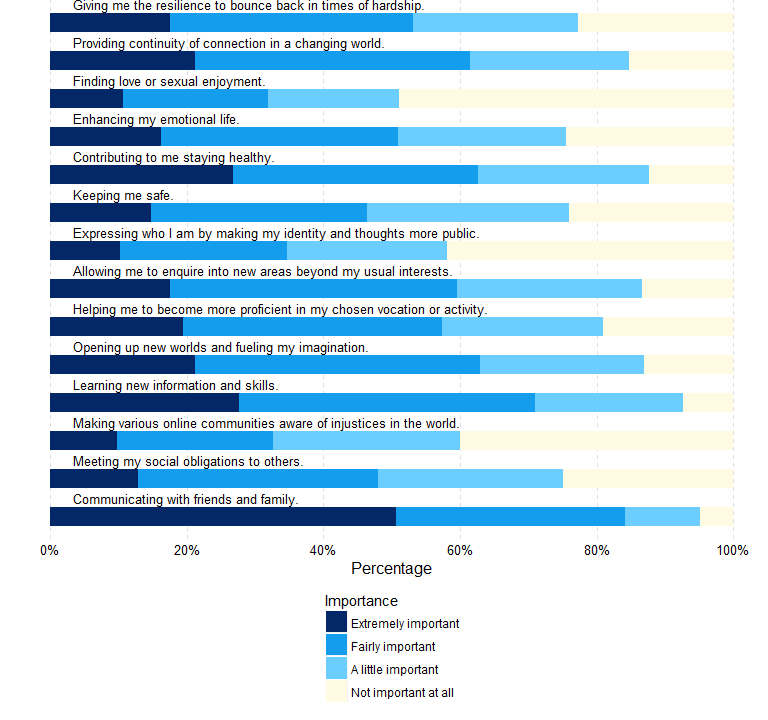 Giving me the resilience to bounce back in times of hardship.
Providing continuity of connection in a changing world.
Finding love or sexual enjoyment.
Enhancing my emotional life.
Contributing to me staying healthy.
Keeping me safe.
Expressing who I am by making my identity and thoughts more public.
Allowing me to enquire into new areas beyond my usual interests.
Helping me to become more proficient in my chosen vocation or activity.
Opening up new worlds and fueling my imagination.
Learning new information and skills.
Making various online communities aware of injustices in the world.
Meeting my social obligations to others.
Communicating with friends and family.
0% 20% 40% 60% 80% 100%
Percentage
Importance
Extremely important
Fairly important
A little important
Not important at all